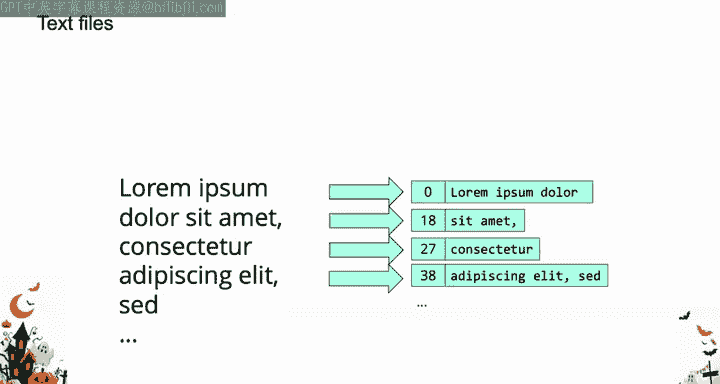 GPT中英字幕课程资源@bilibili.com
Text files
Lorem ipsum
dolor sit amet,
consectetur
adipiscing elit,
sed
...
0 Lorem ipsum dolor
18 sit amet,
27 consectetur
38 adipiscing elit, sed
...